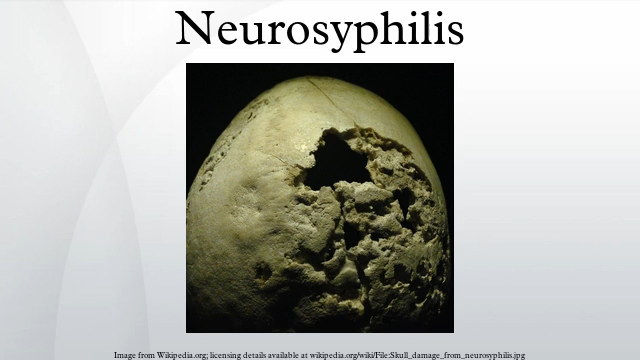 Neurosyphilis
Image from Wikipedia.org; licensing details available at wikipedia.org/wiki/File:Skull_damage_from_neurosyphilis.jpg